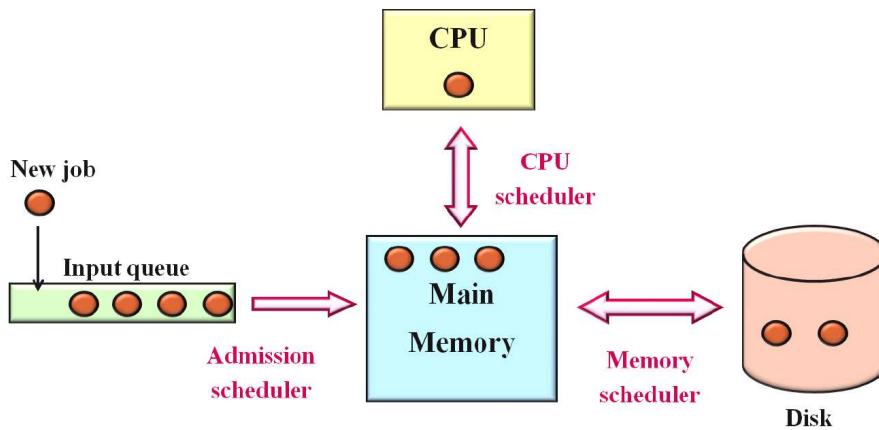 CPU
CPU
scheduler
New job
Input queue
Main
Memory
Admission
scheduler
Memory
scheduler
Disk